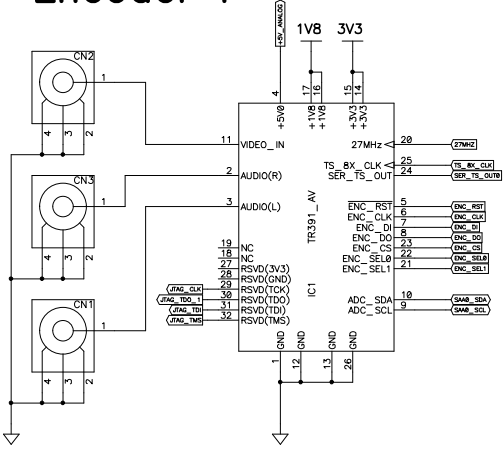 Encoder 1
+5V_ANALOG
1V8 3V3
CN2
1
4 3 2
CN3
1
4 3 2
CN1
1
4 3 2
4 17 16 15 14
+5V0 +1V8 +1V8 +3V3 +3V3
11 VIDEO_IN
2 AUDIO(R)
3 AUDIO(L)
19 NC
18 NC
27 RSVD(3V3)
28 RSVD(GND)
JTAG_CLK 29 RSVD(TCK)
JTAG_TDO_1 30 RSVD(TDO)
JTAG_TDI 31 RSVD(TDI)
JTAG_TMS 32 RSVD(TMS)
TR391_AV
IC1
27MHz 20 27MHZ
TS_8X_CLK 25 TS_8X_CLK
SER_TS_OUT 24 SER_TS_OUT0
ENC_RST 5 ENC_RST
ENC_CLK 6 ENC_CLK
ENC_DI 7 ENC_DI
ENC_DO 8 ENC_DO
ENC_CS 23 ENC_CS
ENC_SEL0 22 ENC_SEL0
ENC_SEL1 21 ENC_SEL1
ADC_SDA 10 SAA0_SDA
ADC_SCL 9 SAA0_SCL
GND GND GND GND
1 12 13 26